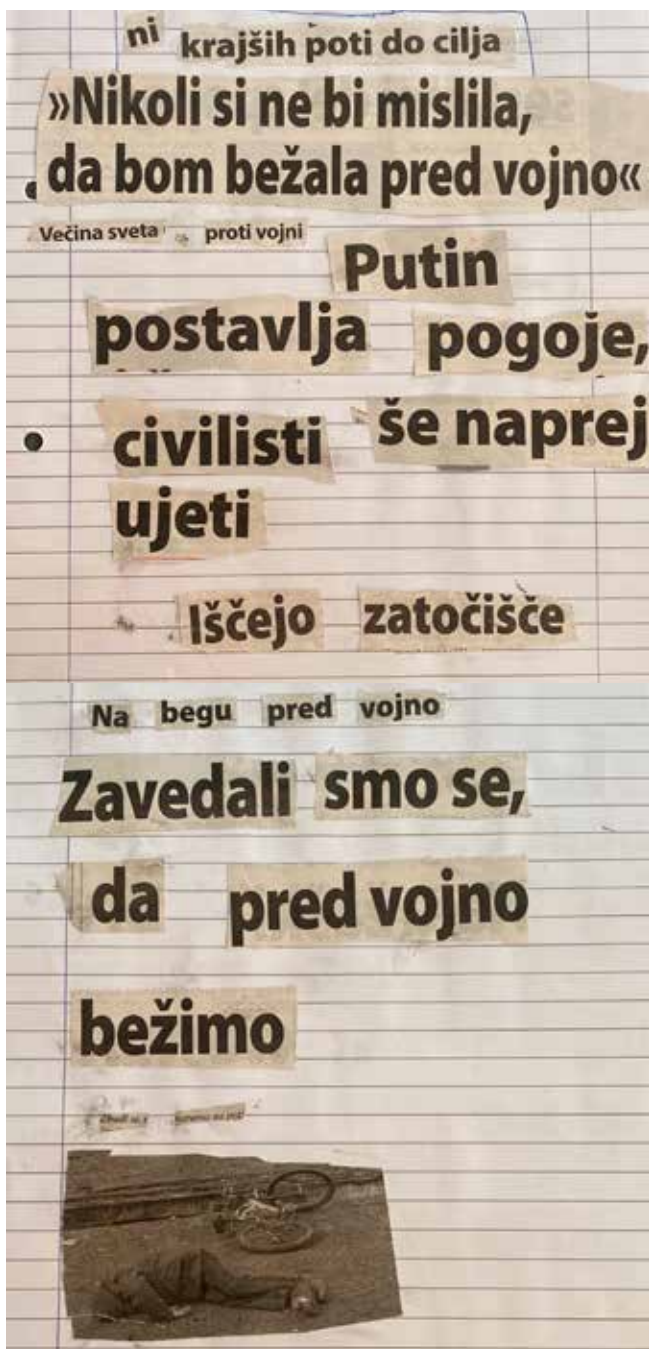 ni krajših poti do cilja
»Nikoli si ne bi mislila,
da bom bežala pred vojno«
Večina sveta proti vojni
Putin
postavlja pogoje,
civilisti še naprej
ujeti
Iščejo zatočišče
Na begu pred vojno
Zavedali smo se,
da pred vojno
bežimo